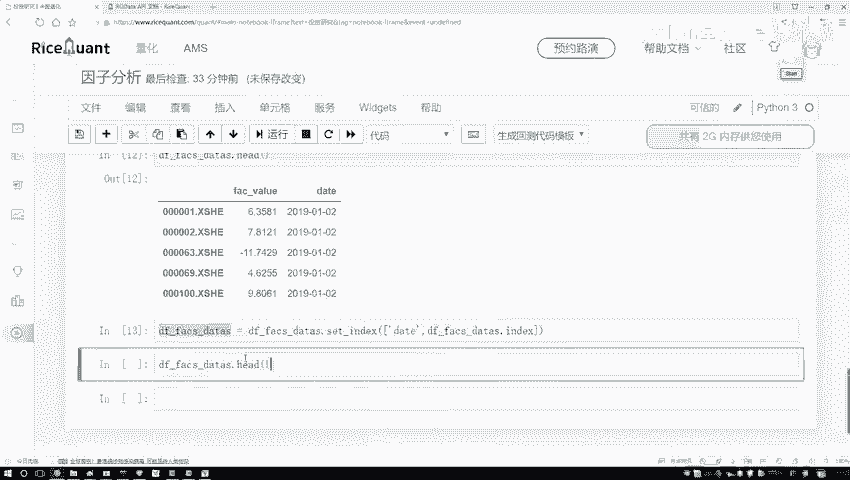 https://www.ricequant.com/quant/
RiceQuant 量化 AMS 预约路演 帮助文档 社区
因子分析 最后检查: 33 分钟前 (未保存改变)
文件 编辑 查看 插入 单元格 服务 Widgets 帮助 可信的 Python 3
运行 代码 生成回测代码模板 共有 2G 内存供您使用
In [12]: df_facs_datas.head()
Out[12]:
fac_value date
000001.XSHE 6.3581 2019-01-02
000002.XSHE 7.8121 2019-01-02
000063.XSHE -11.7429 2019-01-02
000069.XSHE 4.6255 2019-01-02
000100.XSHE 9.8061 2019-01-02
In [13]: df_facs_datas = df_facs_datas.set_index(['date',df_facs_datas.index])
In [ ]: df_facs_datas.head(
In [ ]: